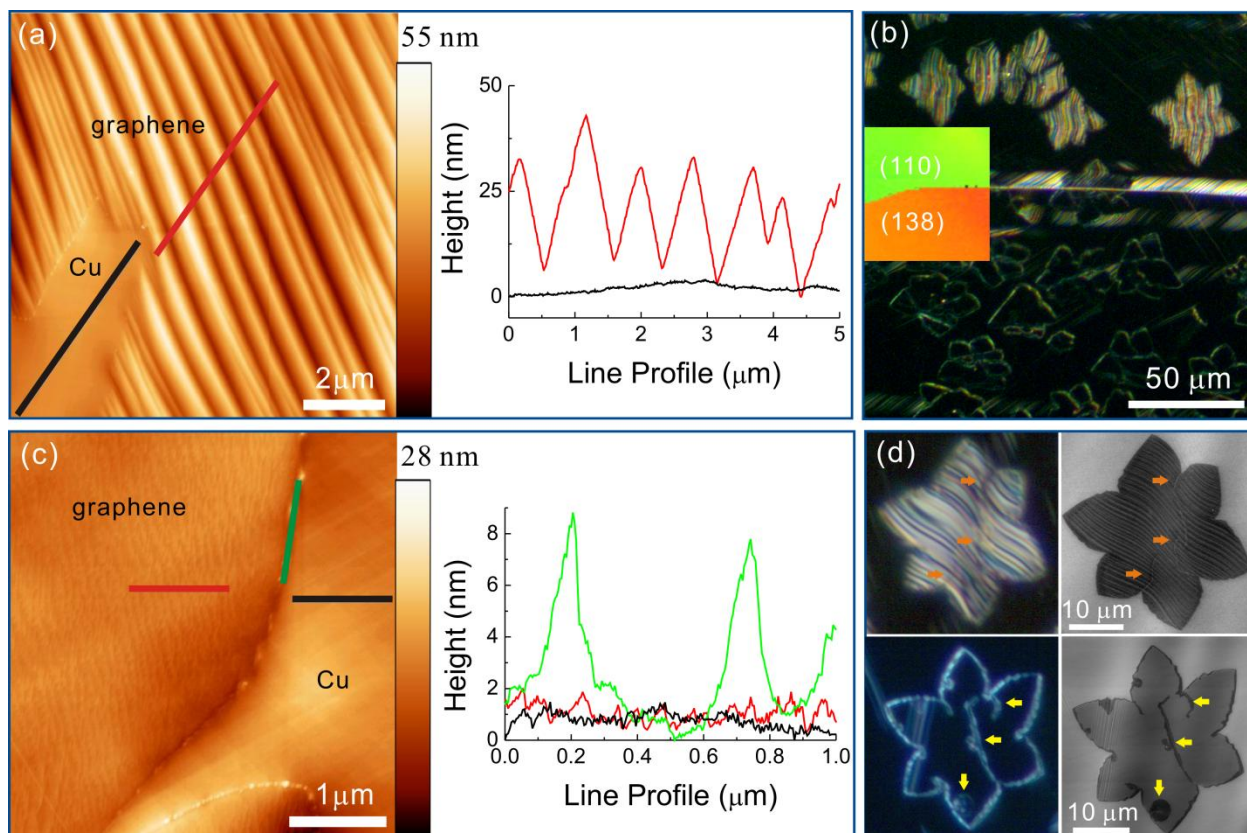 (a)
graphene
Cu
2μm
55 nm
50
25
0
Height (nm)
0 1 2 3 4 5
Line Profile (μm)
(b)
(110)
(138)
50 μm
(c)
graphene
Cu
1μm
28 nm
8
6
4
2
0
Height (nm)
0.0 0.2 0.4 0.6 0.8 1.0
Line Profile (μm)
(d)
10 μm
10 μm